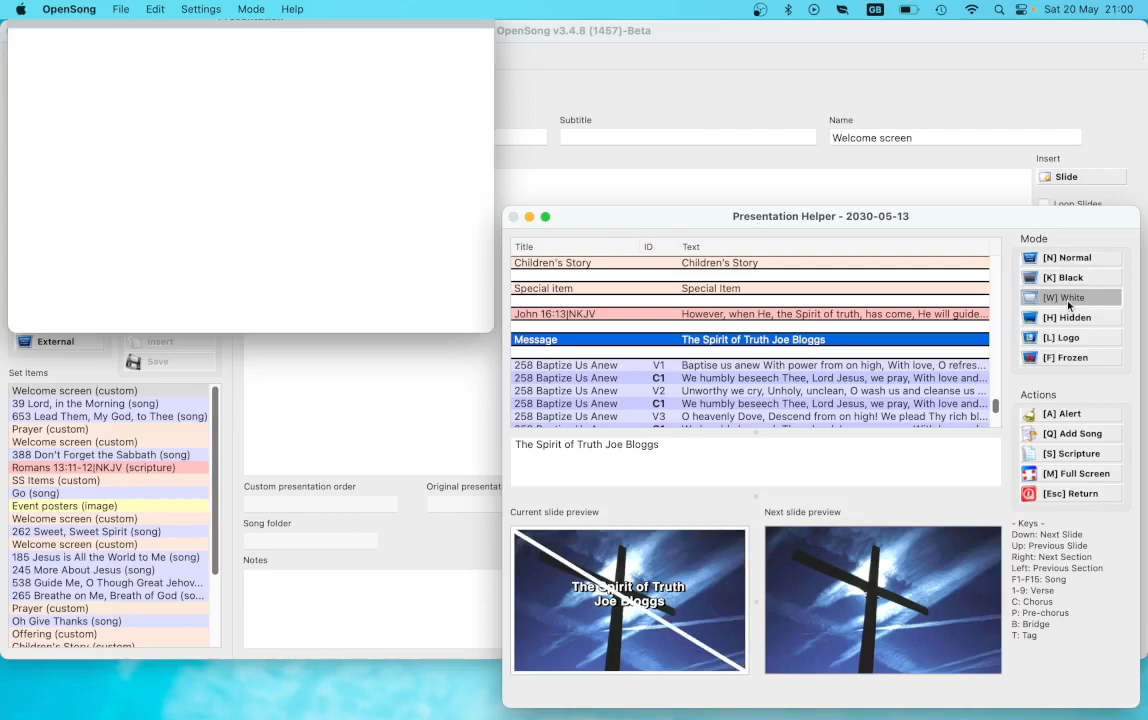 OpenSong File Edit Settings Mode Help GB Sat 20 May 21:00
OpenSong v3.4.8 (1457)-Beta
Subtitle
Name
Welcome screen
Insert
Slide
External
Insert
Save
Set Items
Welcome screen (custom)
39 Lord, in the Morning (song)
653 Lead Them, My God, to Thee (song)
Prayer (custom)
Welcome screen (custom)
388 Don't Forget the Sabbath (song)
Romans 13:11-12|NKJV (scripture)
SS Items (custom)
Go (song)
Event posters (image)
Welcome screen (custom)
262 Sweet, Sweet Spirit (song)
Welcome screen (custom)
185 Jesus is All the World to Me (song)
245 More About Jesus (song)
538 Guide Me, O Though Great Jehov...
265 Breathe on Me, Breath of God (so...
Prayer (custom)
Oh Give Thanks (song)
Offering (custom)
Children's Story (custom)
Custom presentation order
Original presentat
Song folder
Notes
Presentation Helper - 2030-05-13
Title ID Text
Children's Story Children's Story
Special item Special Item
John 16:13|NKJV However, when He, the Spirit of truth, has come, He will guide...
Message The Spirit of Truth Joe Bloggs
258 Baptize Us Anew V1 Baptise us anew With power from on high, With love, O refres...
258 Baptize Us Anew C1 We humbly beseech Thee, Lord Jesus, we pray, With love and...
258 Baptize Us Anew V2 Unworthy we cry, Unholy, unclean, O wash us and cleanse us ...
258 Baptize Us Anew C1 We humbly beseech Thee, Lord Jesus, we pray, With love and...
258 Baptize Us Anew V3 O heavenly Dove, Descend from on high! We plead Thy rich bl...
The Spirit of Truth Joe Bloggs
Current slide preview
Next slide preview
The Spirit of Truth
Joe Bloggs
Mode
[N] Normal
[K] Black
[W] White
[H] Hidden
[L] Logo
[F] Frozen
Actions
[A] Alert
[Q] Add Song
[S] Scripture
[M] Full Screen
[Esc] Return
- Keys -
Down: Next Slide
Up: Previous Slide
Right: Next Section
Left: Previous Section
F1-F15: Song
1-9: Verse
C: Chorus
P: Pre-chorus
B: Bridge
T: Tag